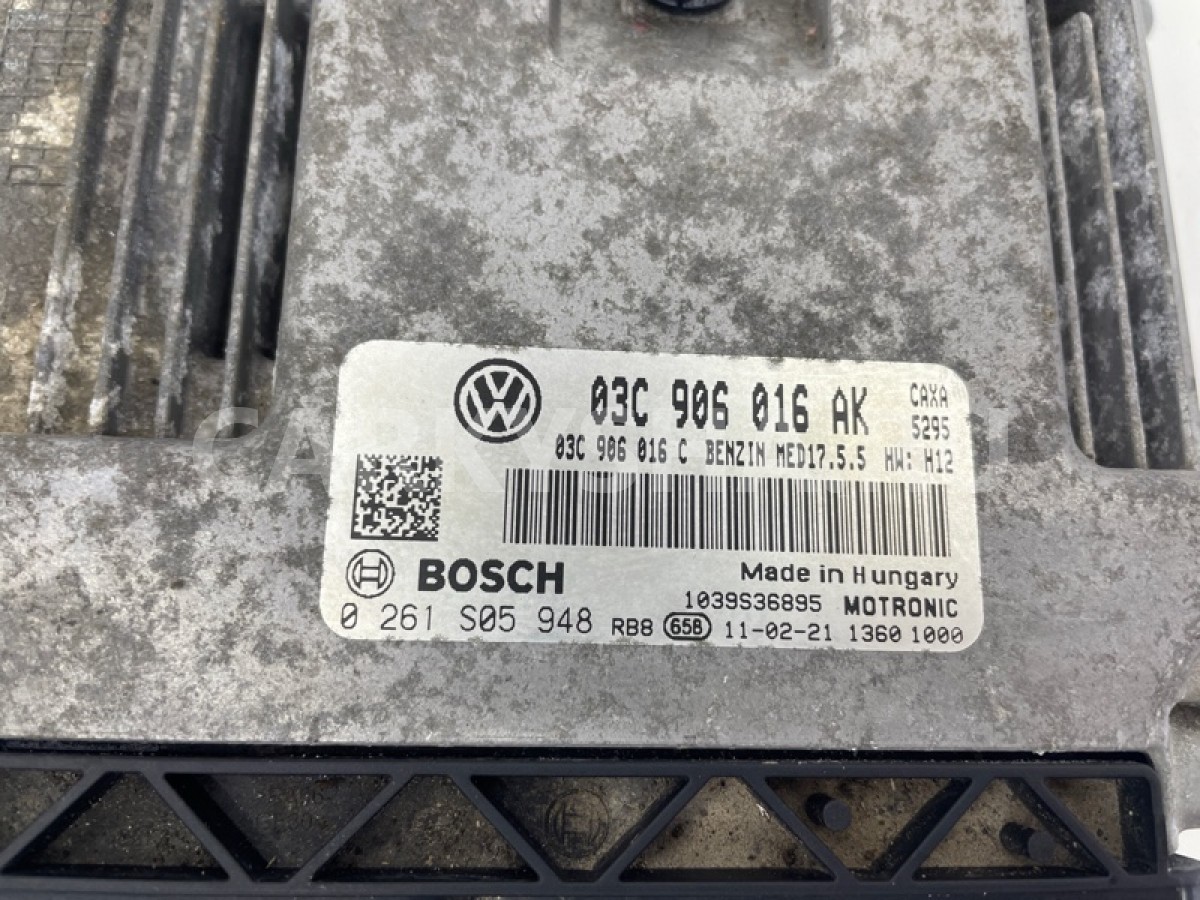 03C 906 016 AK CAXA
5295
03C 906 016 C BENZIN MED17.5.5 HW: H12
BOSCH Made in Hungary
1039S36895 MOTRONIC
0 261 S05 948 RB8 65B 11-02-21 1360 1000